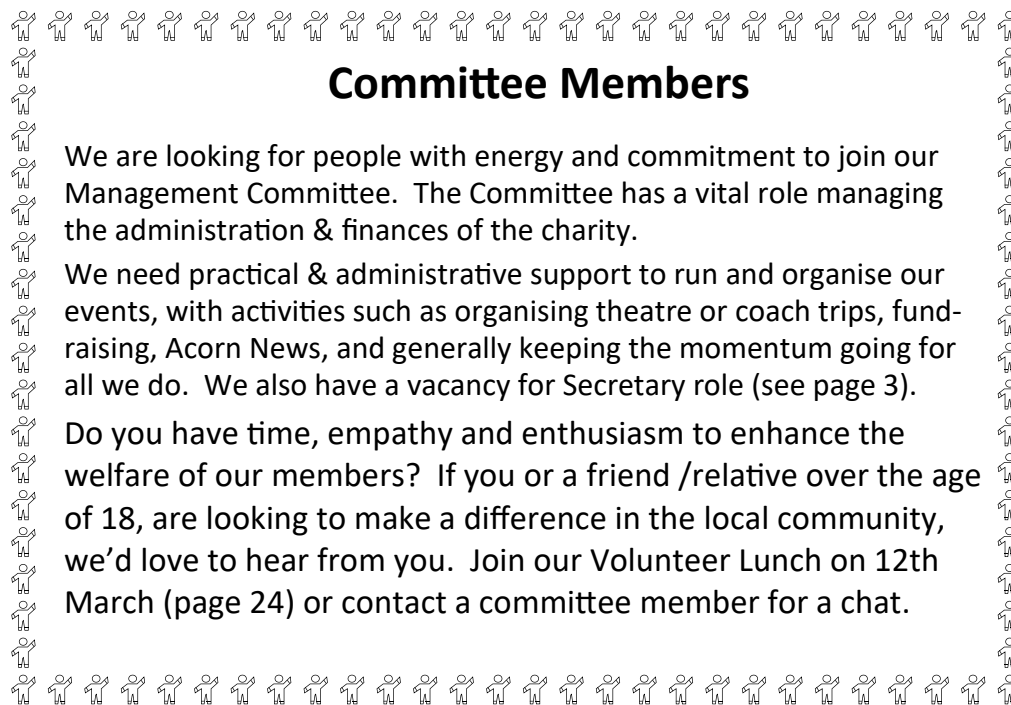 Committee Members
We are looking for people with energy and commitment to join our
Management Committee.  The Committee has a vital role managing
the administration & finances of the charity.
We need practical & administrative support to run and organise our
events, with activities such as organising theatre or coach trips, fund-
raising, Acorn News, and generally keeping the momentum going for
all we do.  We also have a vacancy for Secretary role (see page 3).
Do you have time, empathy and enthusiasm to enhance the
welfare of our members?  If you or a friend /relative over the age
of 18, are looking to make a difference in the local community,
we’d love to hear from you.  Join our Volunteer Lunch on 12th
March (page 24) or contact a committee member for a chat.